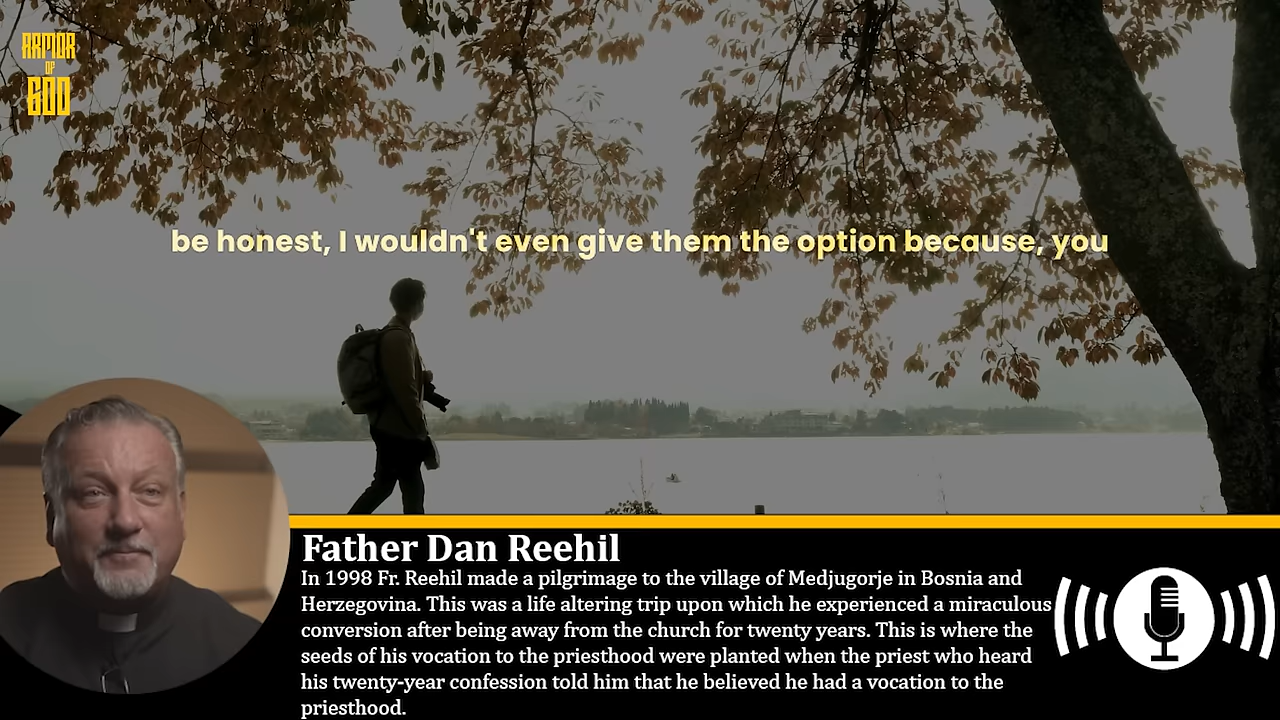 ARMOR
OF
GOD
be honest, I wouldn't even give them the option because, you
Father Dan Reehil
In 1998 Fr. Reehil made a pilgrimage to the village of Medjugorje in Bosnia and
Herzegovina. This was a life altering trip upon which he experienced a miraculous
conversion after being away from the church for twenty years. This is where the
seeds of his vocation to the priesthood were planted when the priest who heard
his twenty-year confession told him that he believed he had a vocation to the
priesthood.